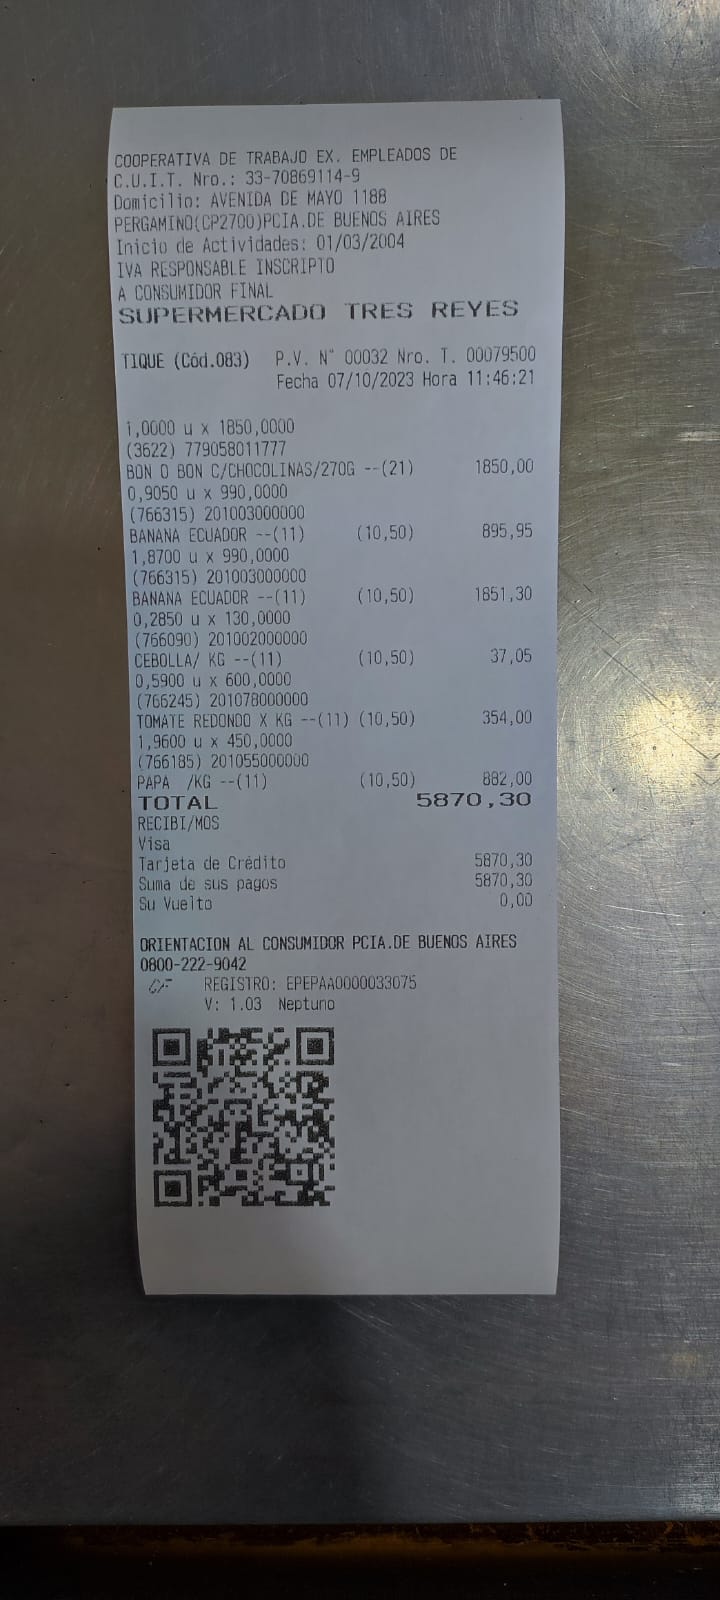 COOPERATIVA DE TRABAJO EX. EMPLEADOS DE
C.U.I.T. Nro.: 33-70869114-9
Domicilio: AVENIDA DE MAYO 1188
PERGAMINO(CP2700)PCIA.DE BUENOS AIRES
Inicio de Actividades: 01/03/2004
IVA RESPONSABLE INSCRIPTO
A CONSUMIDOR FINAL
SUPERMERCADO TRES REYES
TIQUE (Cód.083) P.V. N° 00032 Nro. T. 00079500
Fecha 07/10/2023 Hora 11:46:21
1,0000 u x 1850,0000
(3622) 779058011777
BON O BON C/CHOCOLINAS/270G --(21) 1850,00
0,9050 u x 990,0000
(766315) 201003000000
BANANA ECUADOR --(11) (10,50) 895,95
1,8700 u x 990,0000
(766315) 201003000000
BANANA ECUADOR --(11) (10,50) 1851,30
0,2850 u x 130,0000
(766090) 201002000000
CEBOLLA/ KG --(11) (10,50) 37,05
0,5900 u x 600,0000
(766245) 201078000000
TOMATE REDONDO X KG --(11) (10,50) 354,00
1,9600 u x 450,0000
(766185) 201055000000
PAPA /KG --(11) (10,50) 882,00
TOTAL 5870,30
RECIBI/MOS
Visa
Tarjeta de Crédito 5870,30
Suma de sus pagos 5870,30
Su Vuelto 0,00
ORIENTACION AL CONSUMIDOR PCIA.DE BUENOS AIRES
0800-222-9042
CF REGISTRO: EPEPAA0000033075
V: 1.03 Neptuno